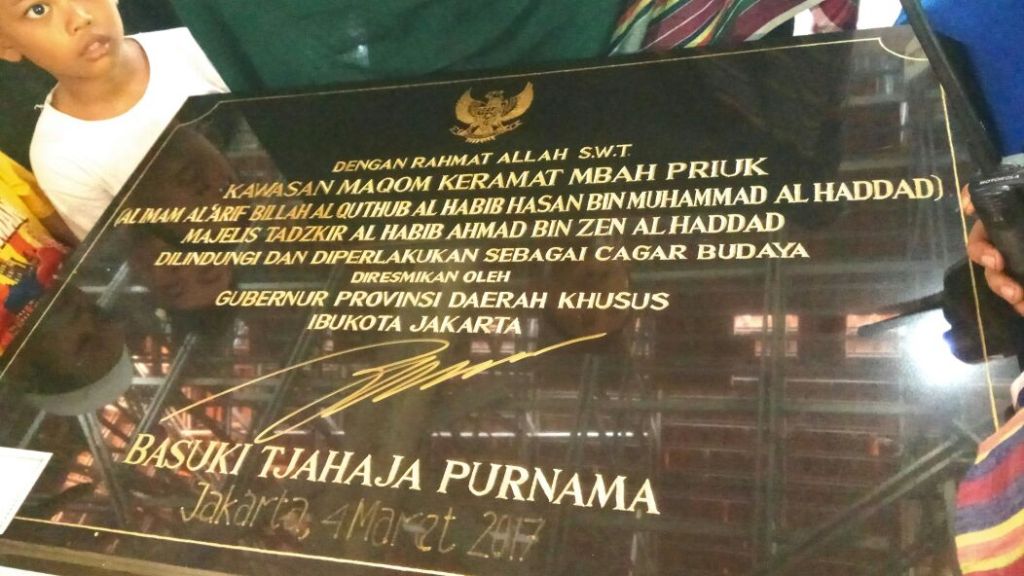 DENGAN RAHMAT ALLAH S.W.T
KAWASAN MAQOM KERAMAT MBAH PRIUK
(AL IMAM AL'ARIF BILLAH AL QUTHUB AL HABIB HASAN BIN MUHAMMAD AL HADDAD)
MAJELIS TADZKIR AL HABIB AHMAD BIN ZEN AL HADDAD
DILINDUNGI DAN DIPERLAKUKAN SEBAGAI CAGAR BUDAYA
DIRESMIKAN OLEH
GUBERNUR PROVINSI DAERAH KHUSUS
IBUKOTA JAKARTA
BASUKI TJAHAJA PURNAMA
Jakarta, 4 Maret 2017
MOTOROLA